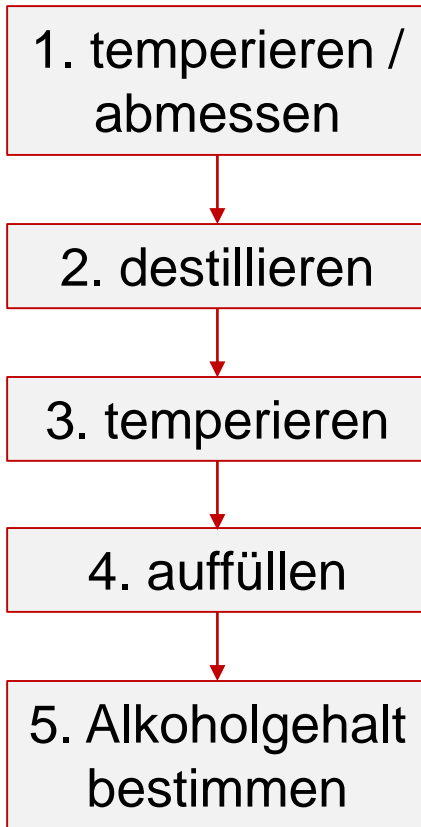 1. temperieren /
abmessen
2. destillieren
3. temperieren
4. auffüllen
5. Alkoholgehalt
bestimmen